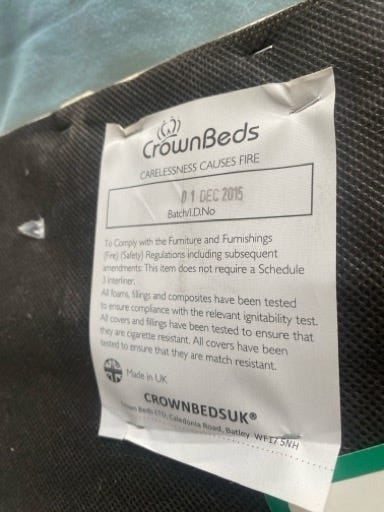 CrownBeds
CARELESSNESS CAUSES FIRE
01 DEC 2015
Batch/I.D.No
To Comply with the Furniture and Furnishings
(Fire) (Safety) Regulations including subsequent
amendments: This item does not require a Schedule
3 Interliner.
All foams, fillings and composites have been tested
to ensure compliance with the relevant ignitability test.
All covers and fillings have been tested to ensure that
they are cigarette resistant. All covers have been
tested to ensure that they are match resistant.
Made in UK
CROWNBEDSUK®
Crown Beds LTD, Caledonia Road, Batley WF17 5NH